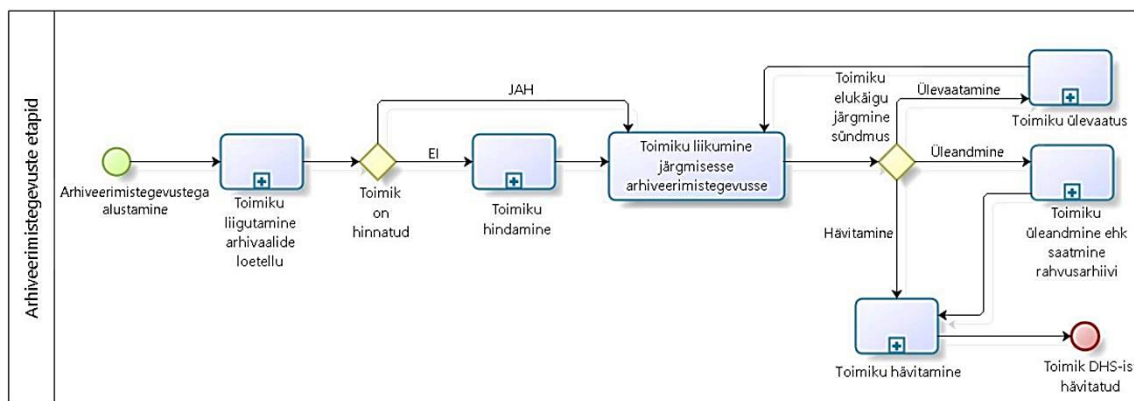 Arhiveerimistegevuste etapid
Arhiveerimistegevustega
alustamine
Toimiku
liigutamine
arhivaalide
loetellu
Toimik
on
hinnatud
JAH
EI
Toimiku
hindamine
Toimiku liikumine
järgmisesse
arhiveerimistegevusse
Toimiku
elukäigu
järgmine
sündmus
Ülevaatamine
Toimiku ülevaatus
Üleandmine
Toimiku
üleandmine ehk
saatmine
rahvusarhiivi
Hävitamine
Toimiku hävitamine
Toimik DHS-ist
hävitatud